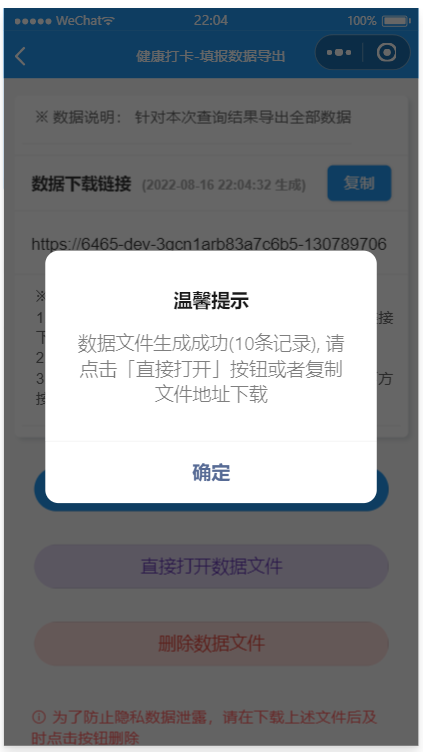 WeChat 22:04 100%
健康打卡-填报数据导出
※ 数据说明： 针对本次查询结果导出全部数据
数据下载链接 (2022-08-16 22:04:32 生成) 复制
https://6465-dev-3gcn1arb83a7c6b5-130789706
温馨提示
数据文件生成成功(10条记录), 请
点击「直接打开」按钮或者复制
文件地址下载
确定
直接打开数据文件
删除数据文件
为了防止隐私数据泄露，请在下载上述文件后及
时点击按钮删除